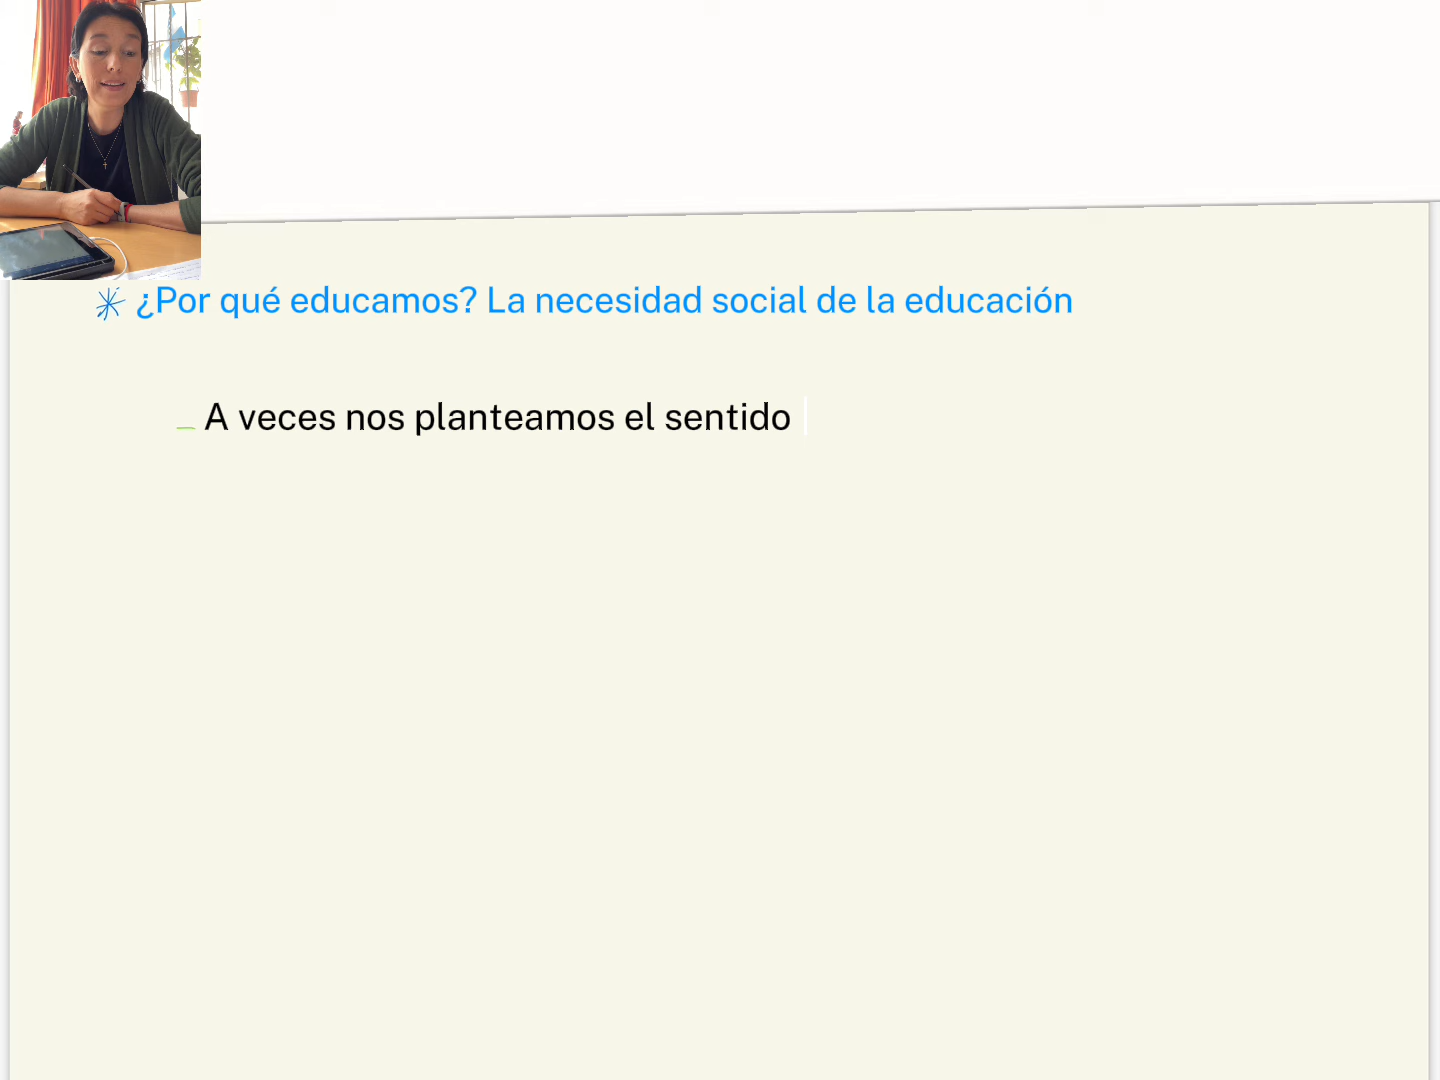 ¿Por qué educamos? La necesidad social de la educación
A veces nos planteamos el sentido